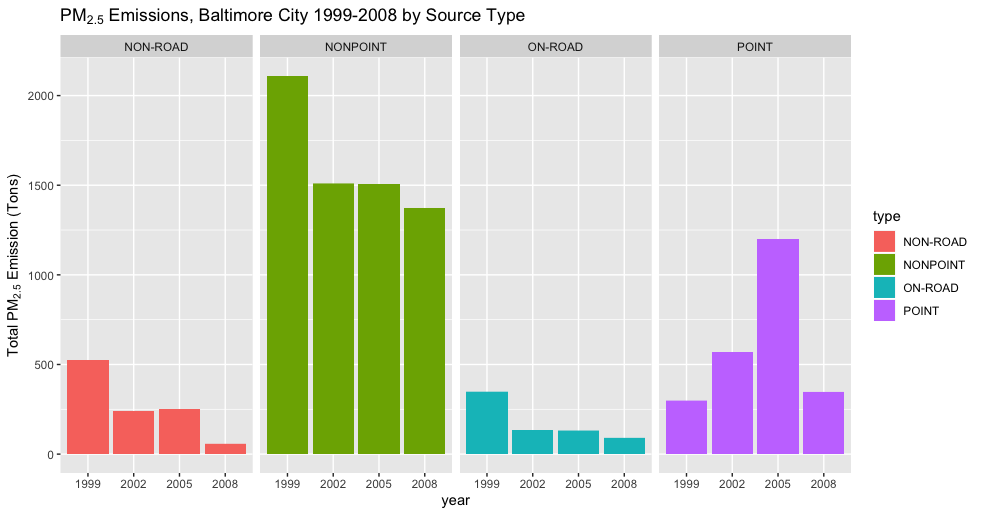 PM2.5 Emissions, Baltimore City 1999-2008 by Source Type
NON-ROAD NONPOINT ON-ROAD POINT
Total PM2.5 Emission (Tons)
2000
1500
1000
500
0
1999 2002 2005 2008 1999 2002 2005 2008 1999 2002 2005 2008 1999 2002 2005 2008
year
type
NON-ROAD
NONPOINT
ON-ROAD
POINT